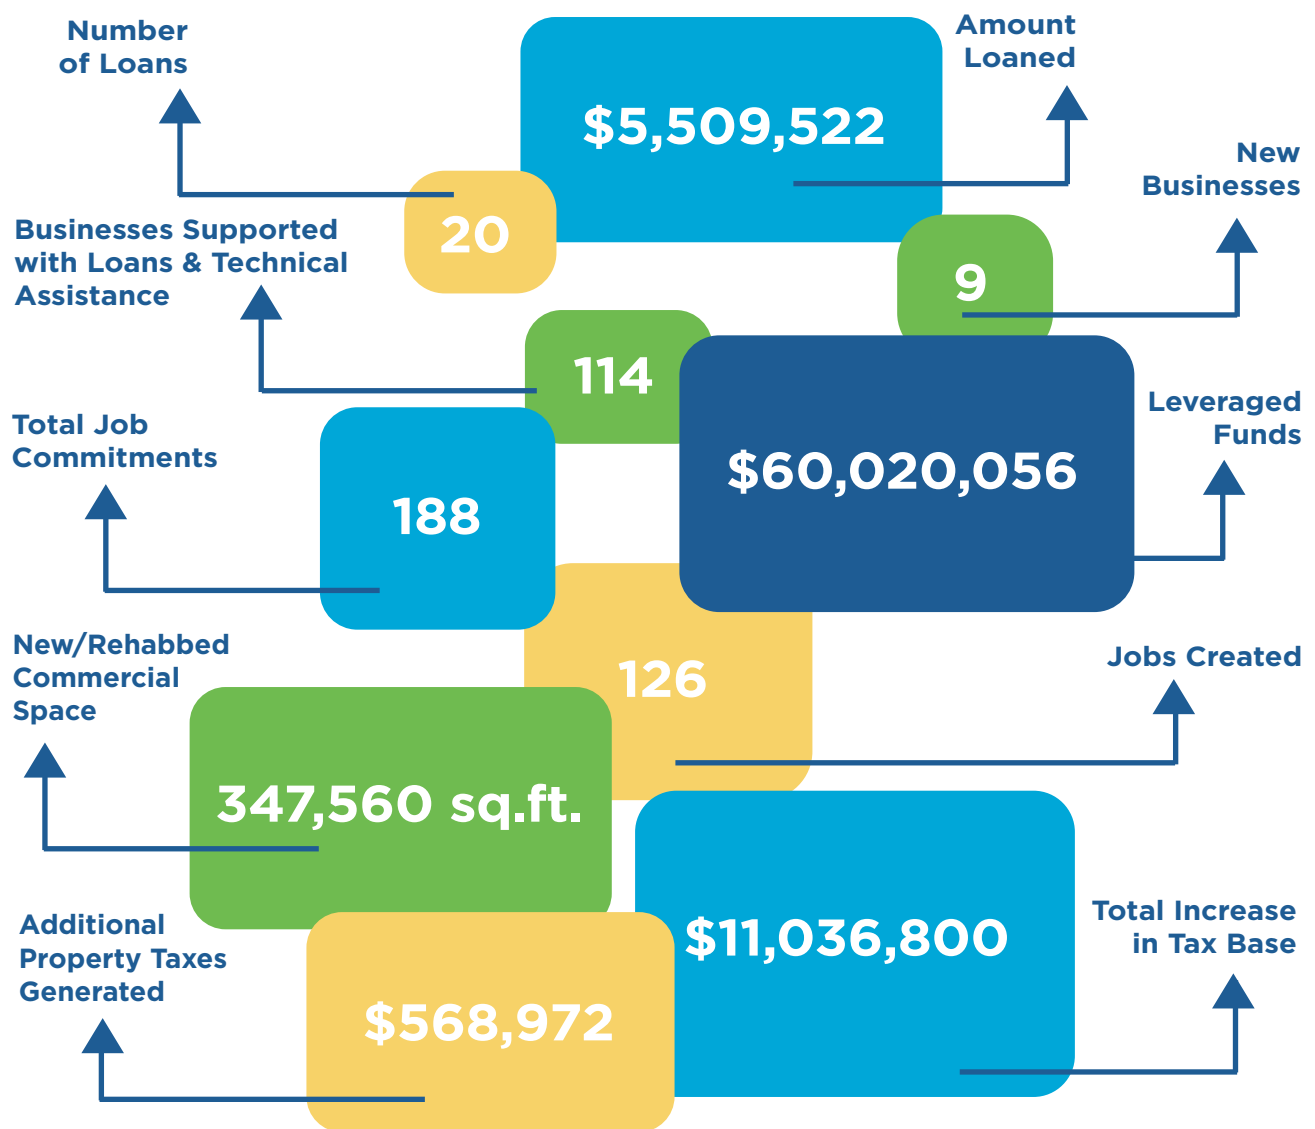 Number
of Loans
$5,509,522
Amount
Loaned
20
New
Businesses
Businesses Supported
with Loans & Technical
Assistance
9
114
Total Job
Commitments
Leveraged
Funds
$60,020,056
188
New/Rehabbed
Commercial
Space
126
Jobs Created
347,560 sq.ft.
Additional
Property Taxes
Generated
$11,036,800
Total Increase
in Tax Base
$568,972